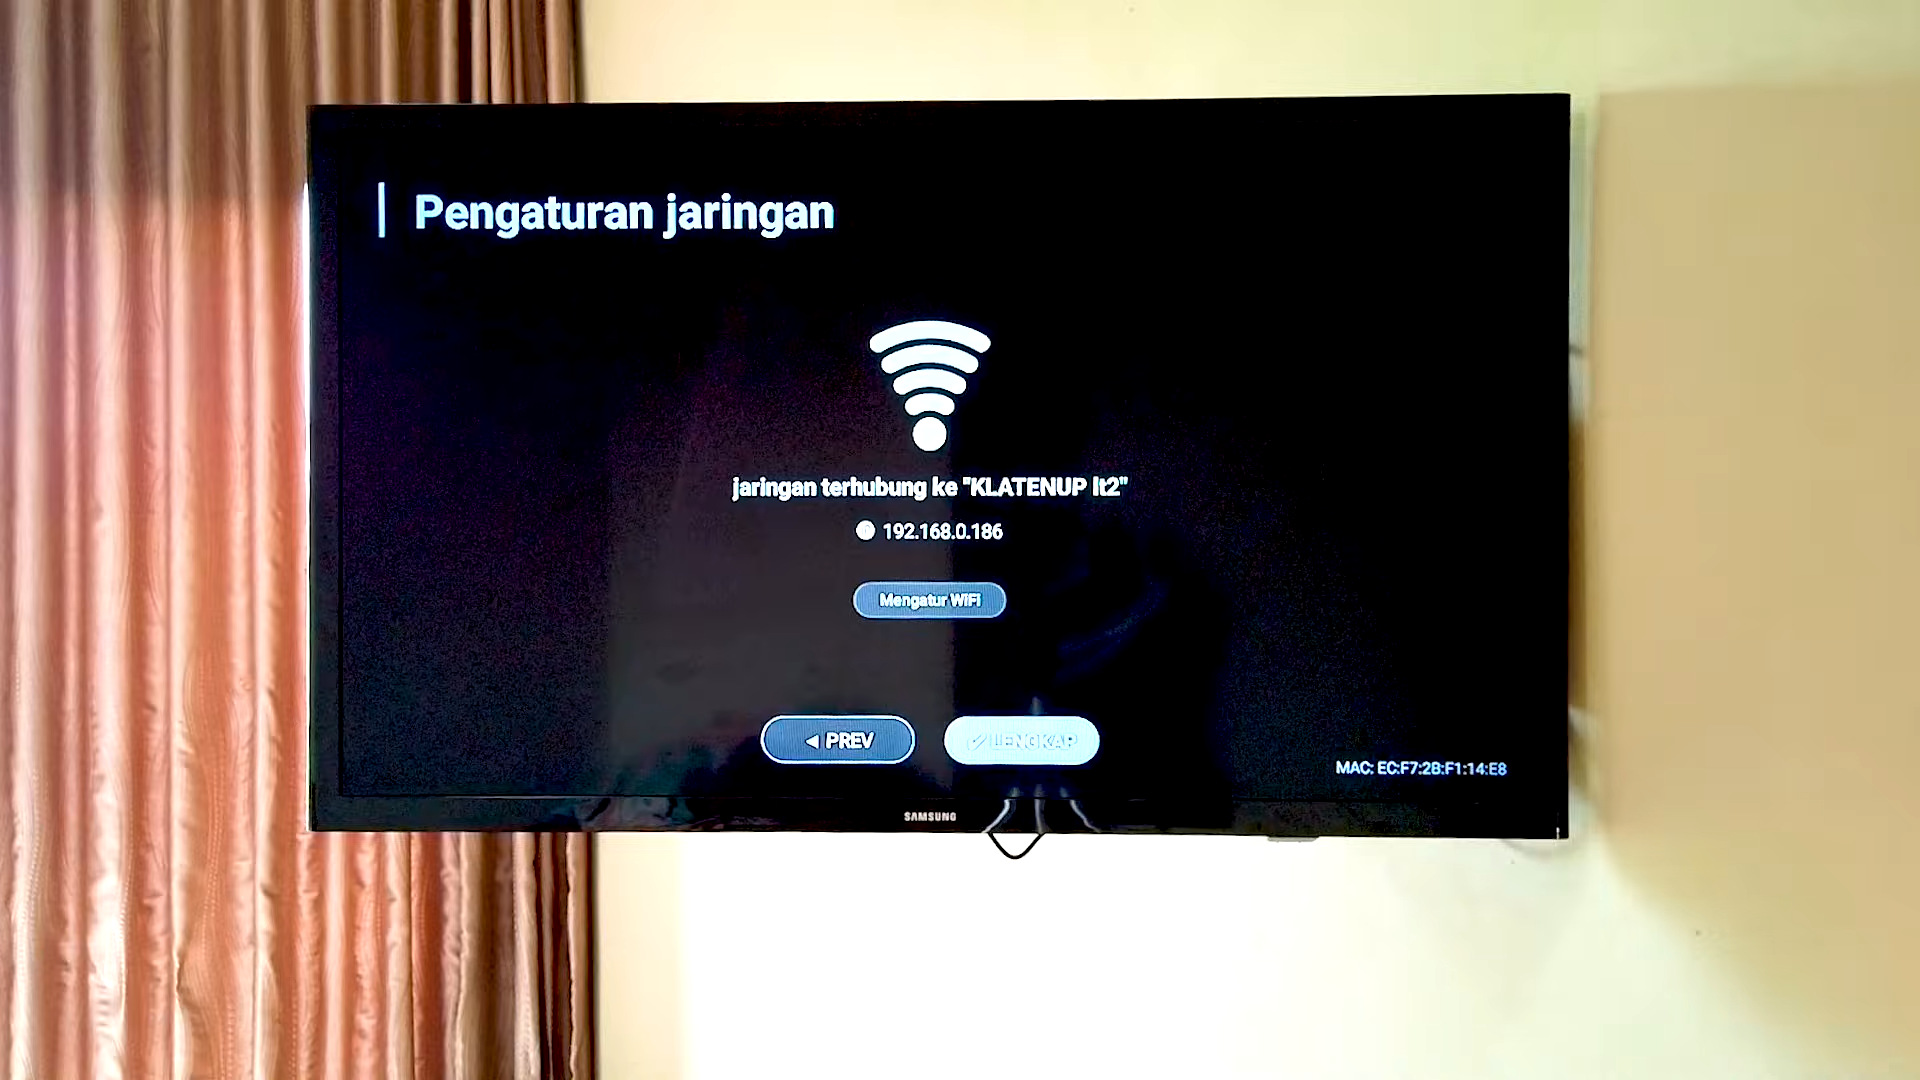 Pengaturan jaringan
jaringan terhubung ke "KLATENUP lt2"
192.168.0.186
Mengatur WiFi
PREV
LENGKAP
MAC: EC:F7:2B:F1:14:E8
SAMSUNG